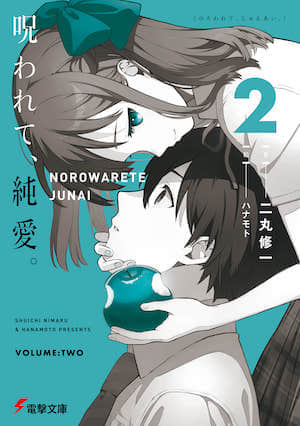 (のろわれて、じゅんあい。)
呪われて、純愛。
2
NOROWARETE
JUNAI
二丸修一
ハナモト
SHUICHI NIMARU
& HANAMOTO PRESENTS
VOLUME:TWO
電撃文庫